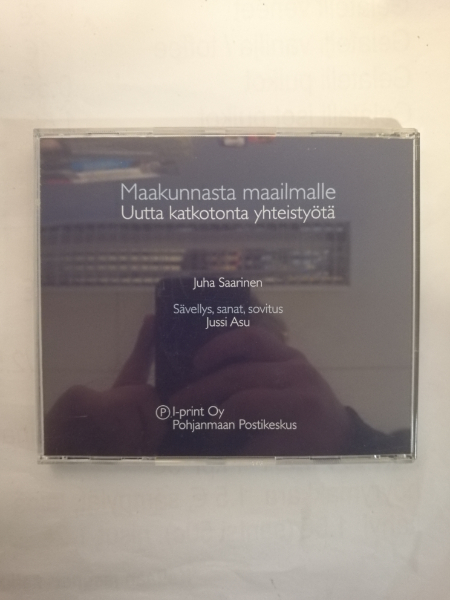 Maakunnasta maailmalle
Uutta katkotonta yhteistyötä
Juha Saarinen
Sävellys, sanat, sovitus
Jussi Asu
Ⓟ I-print Oy
Pohjanmaan Postikeskus